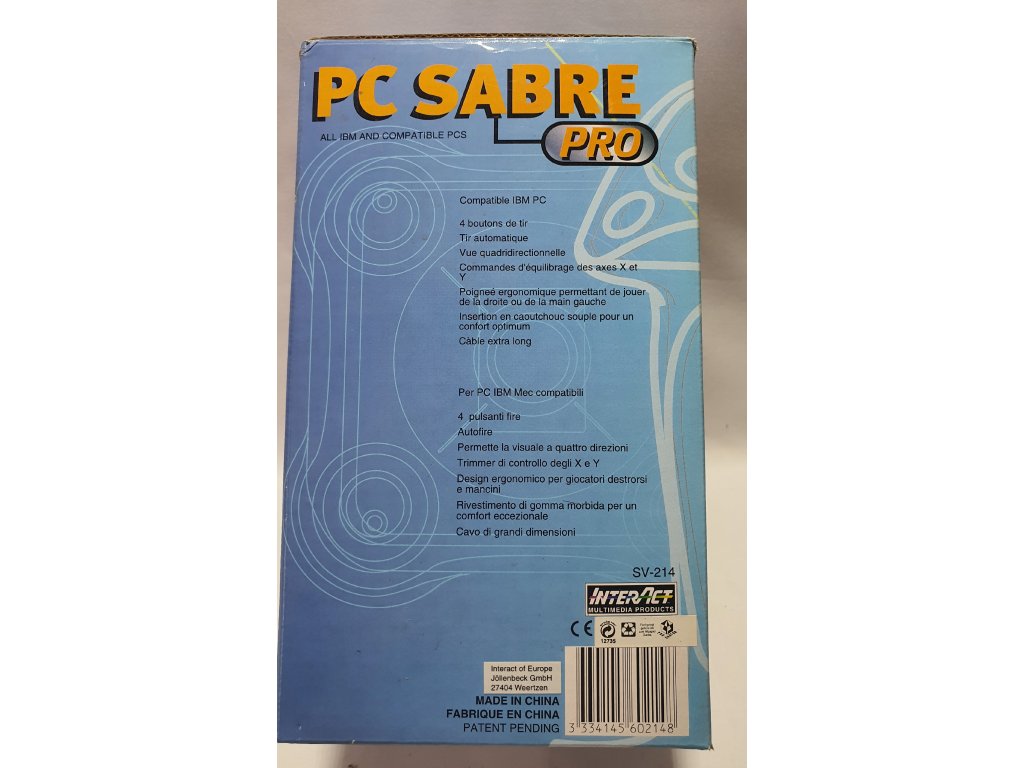 PC SABRE
PRO
ALL IBM AND COMPATIBLE PCS
Compatible IBM PC
4 boutons de tir
Tir automatique
Vue quadridirectionnelle
Commandes d'équilibrage des axes X et
Y
Poigneé ergonomique permettant de jouer
de la droite ou de la main gauche
Insertion en caoutchouc souple pour un
confort optimum
Câble extra long
Per PC IBM Mec compatibili
4 pulsanti fire
Autofire
Permette la visuale a quattro direzioni
Trimmer di controllo degli X e Y
Design ergonomico per giocatori destrorsi
e mancini
Rivestimento di gomma morbida per un
comfort eccezionale
Cavo di grandi dimensioni
SV-214
INTERACT
MULTIMEDIA PRODUCTS
CE
12735
Interact of Europe
Jöllenbeck GmbH
27404 Weertzen
MADE IN CHINA
FABRIQUE EN CHINA
PATENT PENDING
3 334145 602148